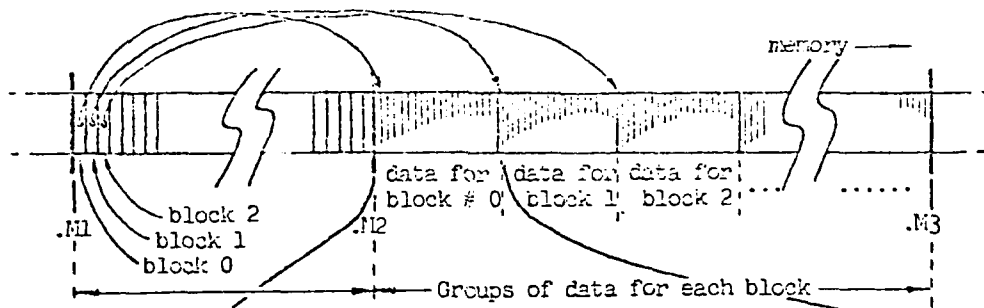 memory
data for data for data for
block # 0 block 1 block 2
..... ......
block 2
.M1 .M2 .M3
block 1
block 0
Groups of data for each block